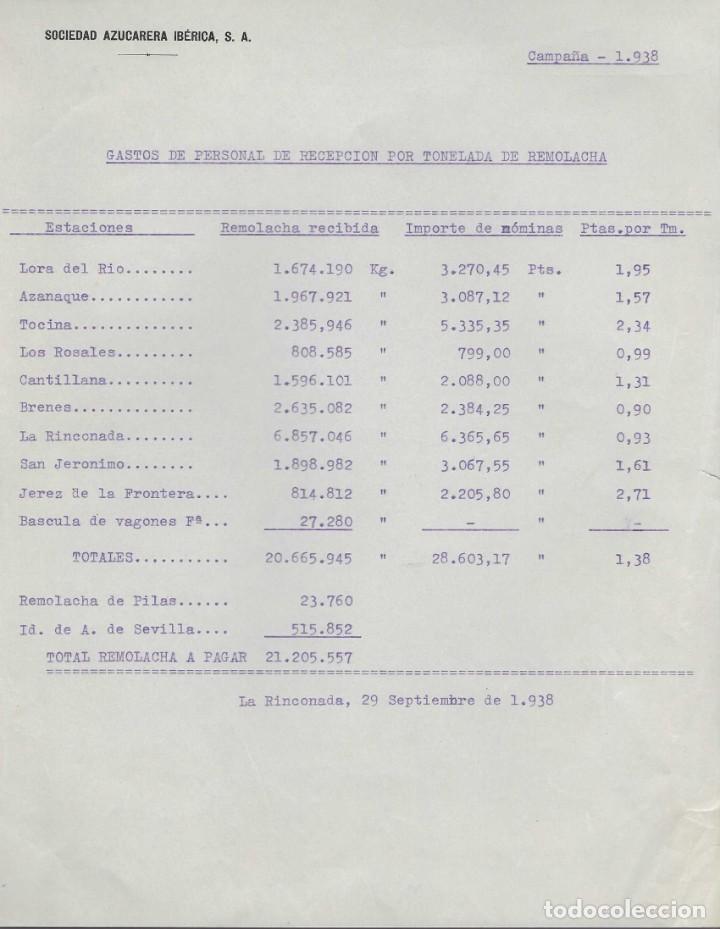 SOCIEDAD AZUCARERA IBÉRICA, S. A.
Campaña - 1.938
GASTOS DE PERSONAL DE RECEPCION POR TONELADA DE REMOLACHA
Estaciones Remolacha recibida Importe de nóminas Ptas.por Tm.
Lora del Rio........ 1.674.190 Kg. 3.270,45 Pts. 1,95
Azanaque............ 1.967.921 " 3.087,12 " 1,57
Tocina.............. 2.385,946 " 5.335,35 " 2,34
Los Rosales......... 808.585 " 799,00 " 0,99
Cantillana.......... 1.596.101 " 2.088,00 " 1,31
Brenes.............. 2.635.082 " 2.384,25 " 0,90
La Rinconada........ 6.857.046 " 6.365,65 " 0,93
San Jeronimo........ 1.898.982 " 3.067,55 " 1,61
Jerez de la Frontera.... 814.812 " 2.205,80 " 2,71
Bascula de vagones Fª... 27.280 " - " -
TOTALES........... 20.665.945 " 28.603,17 " 1,38
Remolacha de Pilas...... 23.760
Id. de A. de Sevilla.... 515.852
TOTAL REMOLACHA A PAGAR 21.205.557
La Rinconada, 29 Septiembre de 1.938
todocoleccion